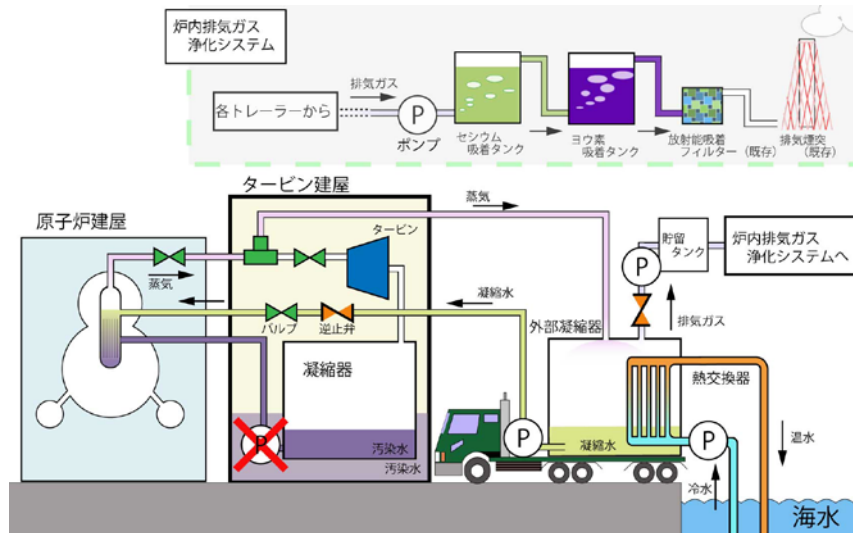 炉内排気ガス
浄化システム
排気ガス
各トレーラーから
P
ポンプ
セシウム
吸着タンク
ヨウ素
吸着タンク
放射能吸着
フィルター（既存）
排気煙突
（既存）
タービン建屋
原子炉建屋
蒸気
タービン
蒸気
貯留
タンク
炉内排気ガス
浄化システムへ
P
凝縮水
排気ガス
バルブ
逆止弁
外部凝縮器
凝縮器
熱交換器
P
汚染水
汚染水
P
凝縮水
P
温水
冷水
海水